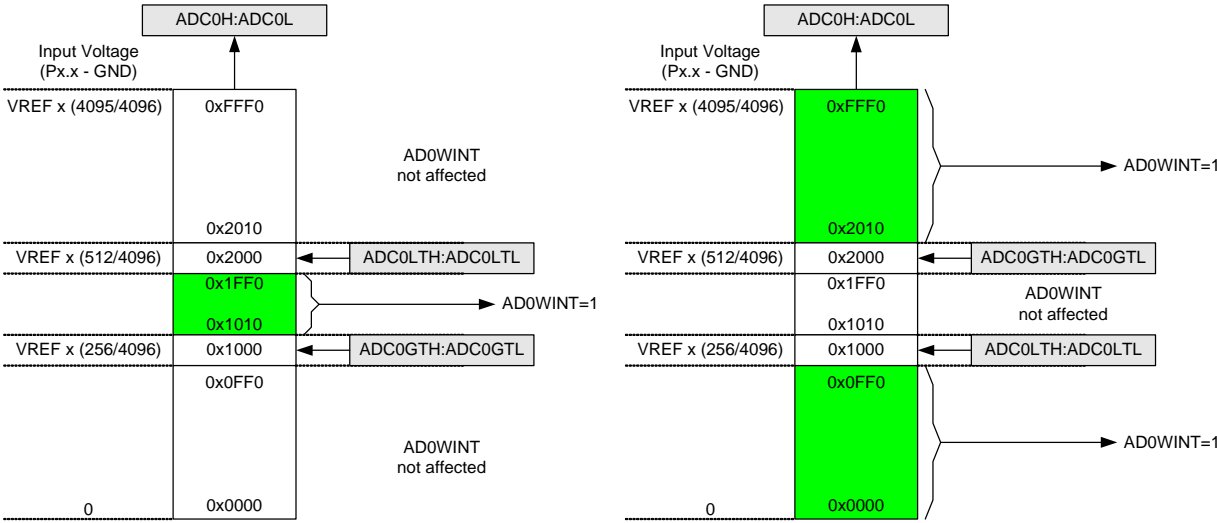 ADC0H:ADC0L
Input Voltage
(Px.x - GND)
VREF x (4095/4096)
0xFFF0
AD0WINT
not affected
0x2010
VREF x (512/4096)
0x2000
ADC0LTH:ADC0LTL
0x1FF0
AD0WINT=1
0x1010
VREF x (256/4096)
0x1000
ADC0GTH:ADC0GTL
0x0FF0
AD0WINT
not affected
0
0x0000
ADC0H:ADC0L
Input Voltage
(Px.x - GND)
VREF x (4095/4096)
0xFFF0
AD0WINT=1
0x2010
VREF x (512/4096)
0x2000
ADC0GTH:ADC0GTL
0x1FF0
AD0WINT
not affected
0x1010
VREF x (256/4096)
0x1000
ADC0LTH:ADC0LTL
0x0FF0
AD0WINT=1
0
0x0000